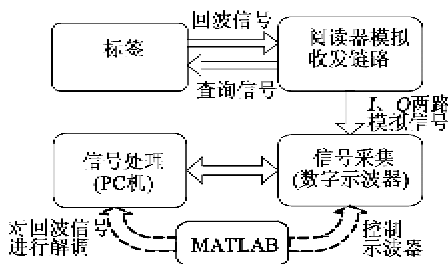 回波信号
标签
阅读器模拟
收发链路
查询信号
I、Q两路
模拟信号
信号处理
(PC机)
信号采集
(数字示波器)
对回波信号
进行解调
MATLAB
控制
示波器